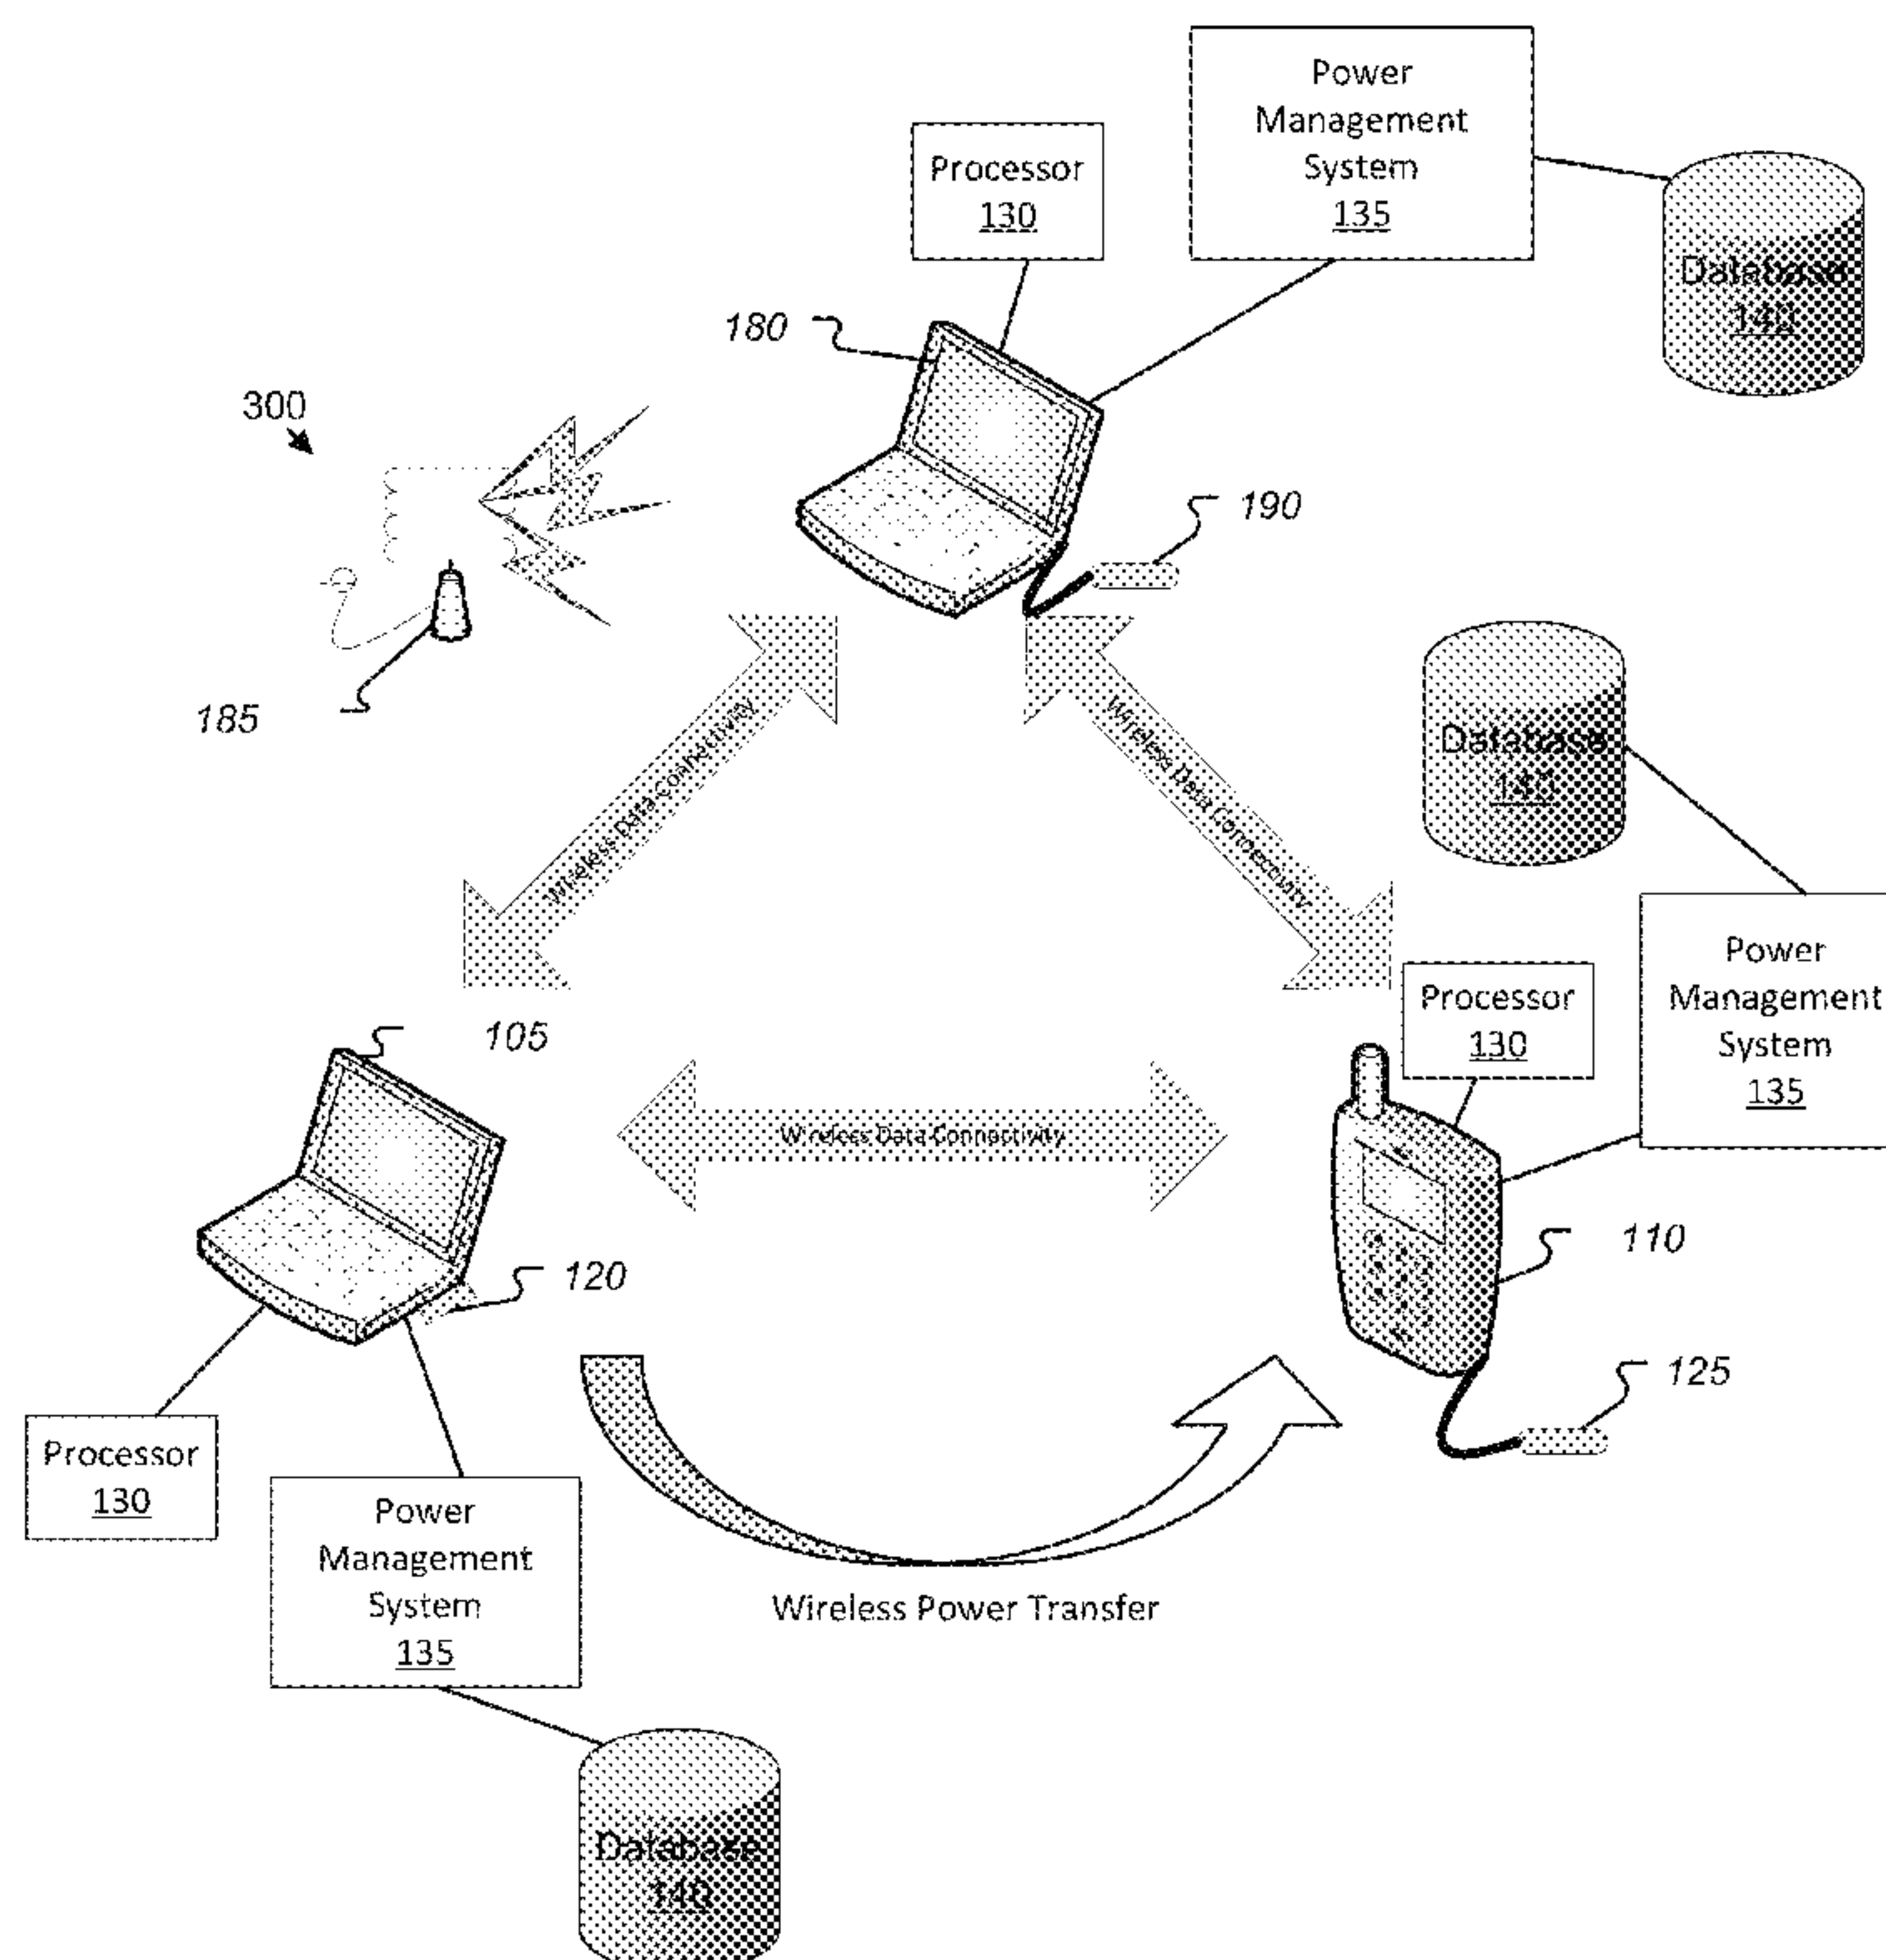 Power
Management
System
135
Processor
130
Database
140
180
300
190
185
Wireless Data Connectivity
Wireless Data Connectivity
Database
140
Power
Management
System
135
Processor
130
105
Wireless Data Connectivity
110
120
125
Processor
130
Power
Management
System
135
Wireless Power Transfer
Database
140